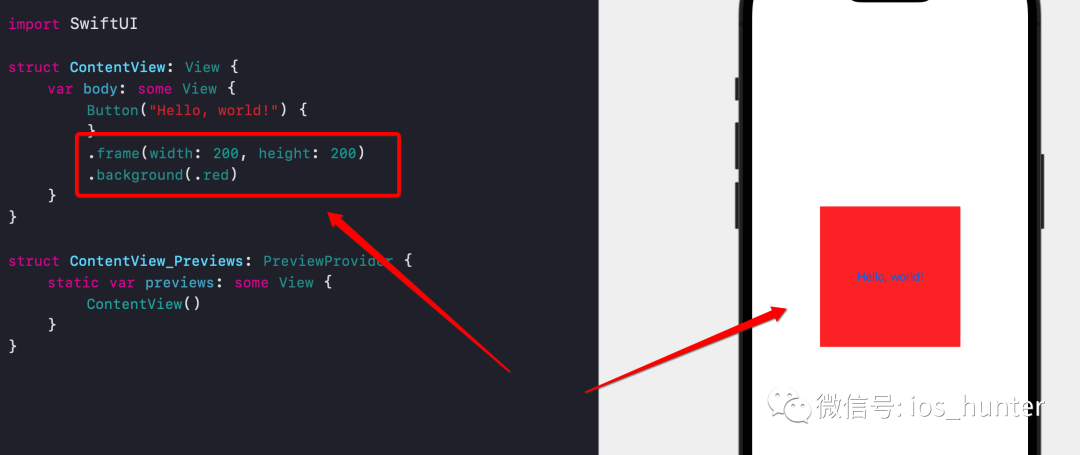 import SwiftUI
struct ContentView: View {
var body: some View {
Button("Hello, world!") {
}
.frame(width: 200, height: 200)
.background(.red)
}
}
struct ContentView_Previews: PreviewProvider {
static var previews: some View {
ContentView()
}
}
Hello, world!
微信号: ios_hunter